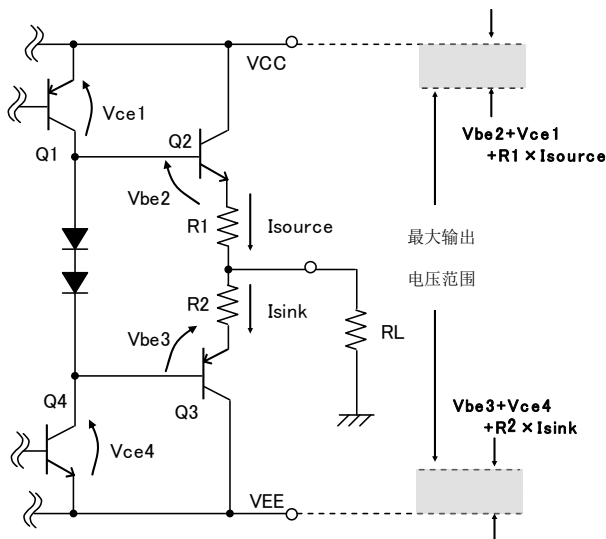 VCC
Vce1
Q1
Q2
Vbe2
Vbe2+Vce1
+R1×Isource
R1
Isource
最大输出
电压范围
R2
Isink
RL
Vbe3
Q4
Q3
Vbe3+Vce4
+R2×Isink
Vce4
VEE